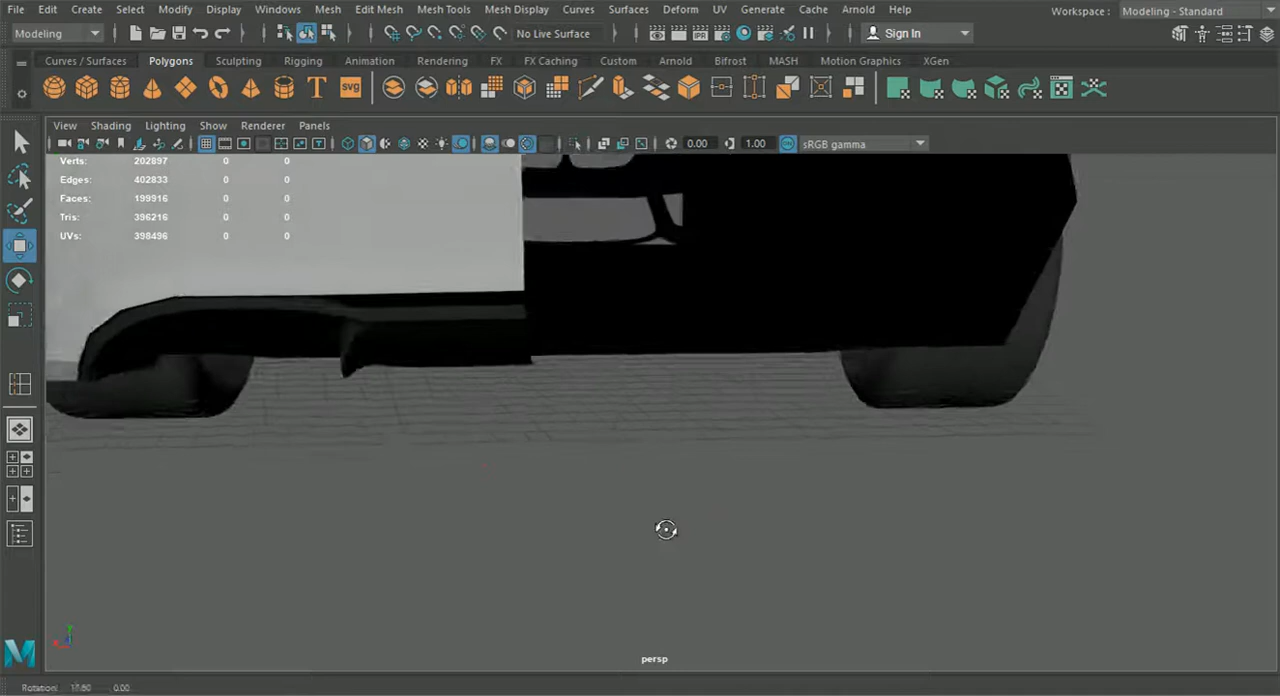 File Edit Create Select Modify Display Windows Mesh Edit Mesh Mesh Tools Mesh Display Curves Surfaces Deform UV Generate Cache Arnold Help Workspace: Modeling - Standard
Modeling No Live Surface Sign In
Curves / Surfaces Polygons Sculpting Rigging Animation Rendering FX FX Caching Custom Arnold Bifrost MASH Motion Graphics XGen
T svg
View Shading Lighting Show Renderer Panels
0.00 1.00 ON sRGB gamma
Verts: 202897 0 0
Edges: 402833 0 0
Faces: 199916 0 0
Tris: 396216 0 0
UVs: 398496 0 0
persp
M
Rotation: 0.00